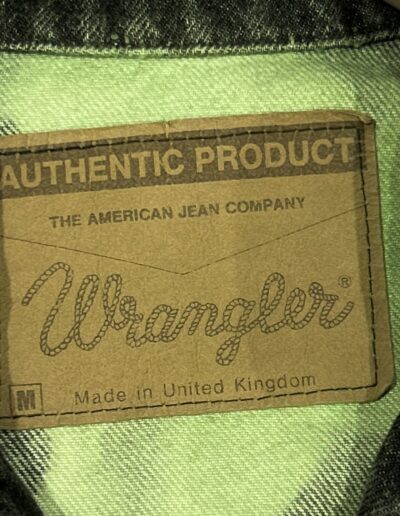 AUTHENTIC PRODUCT
THE AMERICAN JEAN COMPANY
Wrangler®
M
Made in United Kingdom